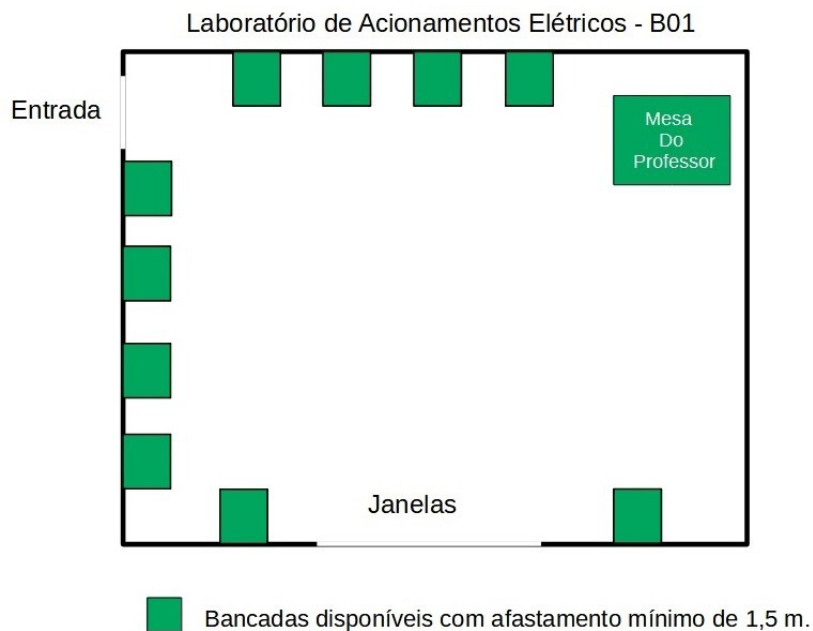 Laboratório de Acionamentos Elétricos - B01
Entrada
Mesa
Do
Professor
Janelas
Bancadas disponíveis com afastamento mínimo de 1,5 m.